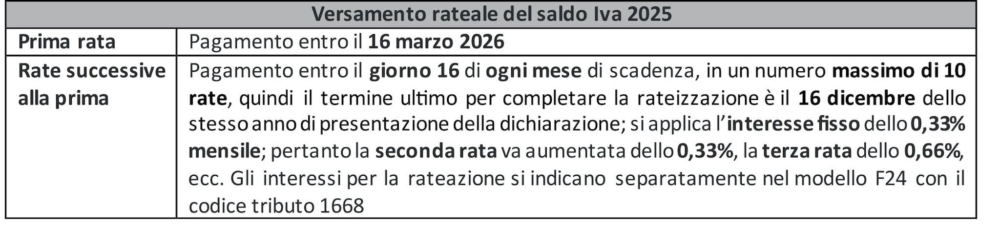 Versamento rateale del saldo Iva 2025
Prima rata
Pagamento entro il 16 marzo 2026
Rate successive
alla prima
Pagamento entro il giorno 16 di ogni mese di scadenza, in un numero massimo di 10
rate, quindi il termine ultimo per completare la rateizzazione è il 16 dicembre dello
stesso anno di presentazione della dichiarazione; si applica l’interesse fisso dello 0,33%
mensile; pertanto la seconda rata va aumentata dello 0,33%, la terza rata dello 0,66%,
ecc. Gli interessi per la rateazione si indicano separatamente nel modello F24 con il
codice tributo 1668